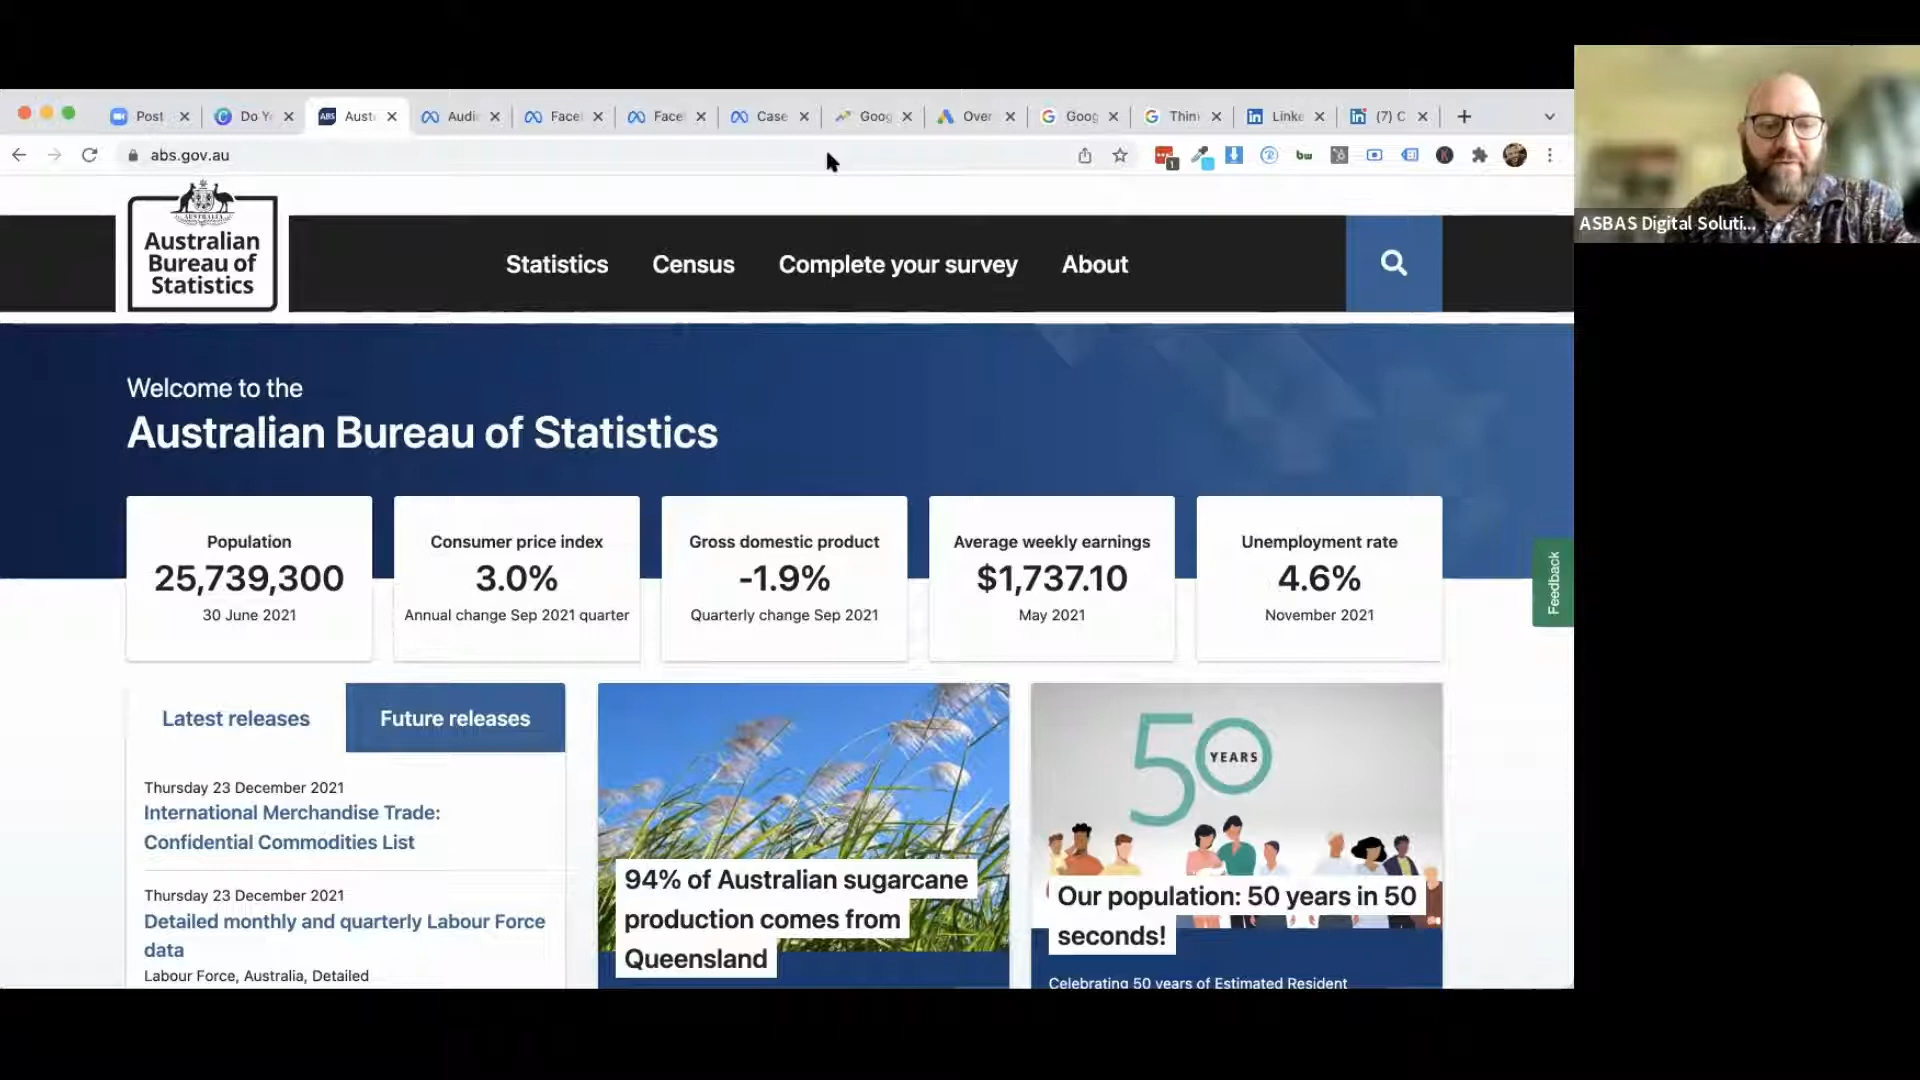 Post
Do Y
Aust
Audi
Face
Face
Case
Goog
Over
Goog
Thin
Linke
(7) C
abs.gov.au
1
ASBAS Digital Soluti...
AUSTRALIA
Australian
Bureau of
Statistics
Statistics
Census
Complete your survey
About
Welcome to the
Australian Bureau of Statistics
Population
25,739,300
30 June 2021
Consumer price index
3.0%
Annual change Sep 2021 quarter
Gross domestic product
-1.9%
Quarterly change Sep 2021
Average weekly earnings
$1,737.10
May 2021
Unemployment rate
4.6%
November 2021
Feedback
Latest releases
Future releases
Thursday 23 December 2021
International Merchandise Trade:
Confidential Commodities List
Thursday 23 December 2021
Detailed monthly and quarterly Labour Force
data
Labour Force, Australia, Detailed
94% of Australian sugarcane
production comes from
Queensland
50
YEARS
Our population: 50 years in 50
seconds!
Celebrating 50 years of Estimated Resident